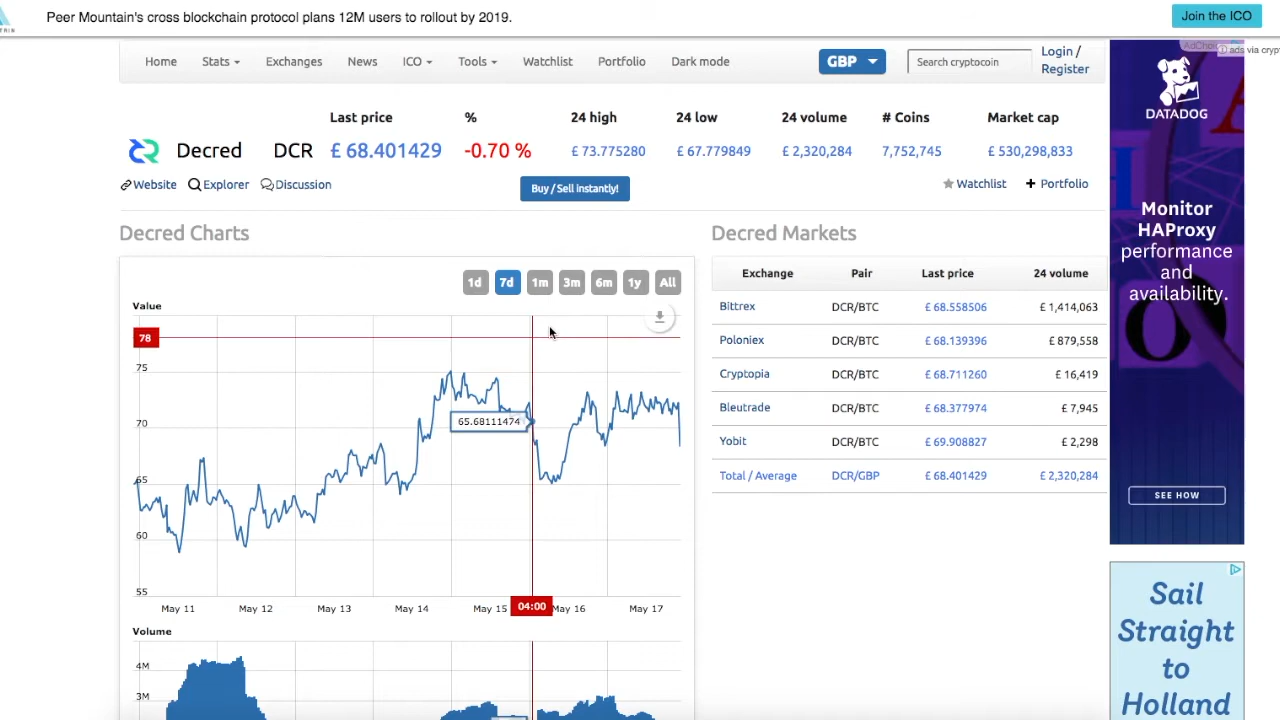 Peer Mountain's cross blockchain protocol plans 12M users to rollout by 2019.
Join the ICO
Home Stats Exchanges News ICO Tools Watchlist Portfolio Dark mode
GBP
Search cryptocoin
Login /
Register
ads via cryp
Last price % 24 high 24 low 24 volume # Coins Market cap
Decred DCR £ 68.401429 -0.70 % £ 73.775280 £ 67.779849 £ 2,320,284 7,752,745 £ 530,298,833
Website Explorer Discussion
Buy / Sell instantly!
Watchlist + Portfolio
Decred Charts
1d 7d 1m 3m 6m 1y All
Value
78
75
70
65
60
55
65.68111474
May 11 May 12 May 13 May 14 May 15 04:00 May 16 May 17
Volume
4M
3M
Decred Markets
Exchange Pair Last price 24 volume
Bittrex DCR/BTC £ 68.558506 £ 1,414,063
Poloniex DCR/BTC £ 68.139396 £ 879,558
Cryptopia DCR/BTC £ 68.711260 £ 16,419
Bleutrade DCR/BTC £ 68.377974 £ 7,945
Yobit DCR/BTC £ 69.908827 £ 2,298
Total / Average DCR/GBP £ 68.401429 £ 2,320,284
DATADOG
Monitor
HAProxy
performance
and
availability.
SEE HOW
Sail
Straight
to
Holland